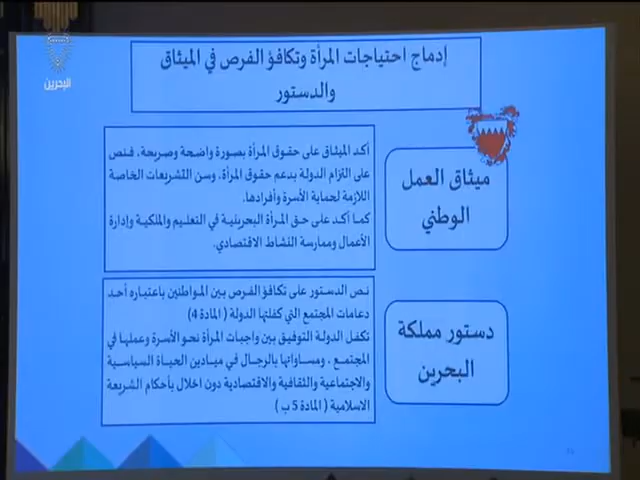 البحرين
إدماج احتياجات المرأة وتكافؤ الفرص في الميثاق
والدستور
ميثاق العمل
الوطني
أكد الميثاق على حقوق المرأة بصورة واضحة وصريحة، فنص
على التزام الدولة بدعم حقوق المرأة، وسن التشريعات الخاصة
اللازمة لحماية الأسرة وأفرادها.
كما أكد على حق المرأة البحرينية في التعليم والملكية وإدارة
الأعمال وممارسة النشاط الاقتصادي.
دستور مملكة
البحرين
نص الدستور على تكافؤ الفرص بين المواطنين باعتباره أحد
دعامات المجتمع التي كفلتها الدولة ( المادة 4)
تكفل الدولة التوفيق بين واجبات المرأة نحو الأسرة وعملها في
المجتمع ، ومساواتها بالرجال في ميادين الحياة السياسية
والاجتماعية والثقافية والاقتصادية دون اخلال بأحكام الشريعة
الاسلامية ( المادة 5 ب )